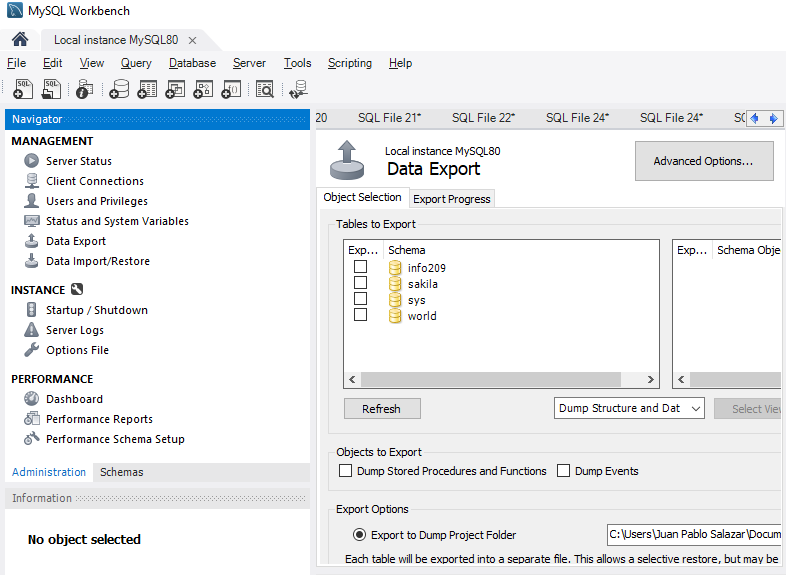 MySQL Workbench
Local instance MySQL80
File Edit View Query Database Server Tools Scripting Help
SQL SQL
Navigator
MANAGEMENT
Server Status
Client Connections
Users and Privileges
Status and System Variables
Data Export
Data Import/Restore
INSTANCE
Startup / Shutdown
Server Logs
Options File
PERFORMANCE
Dashboard
Performance Reports
Performance Schema Setup
Administration Schemas
Information
No object selected
20 SQL File 21* SQL File 22* SQL File 24* SQL File 24* SQ
Local instance MySQL80
Data Export
Advanced Options...
Object Selection Export Progress
Tables to Export
Exp... Schema
info209
sakila
sys
world
Exp... Schema Obje
Refresh Dump Structure and Dat Select Vie
Objects to Export
Dump Stored Procedures and Functions Dump Events
Export Options
Export to Dump Project Folder C:\Users\Juan Pablo Salazar\Docum
Each table will be exported into a separate file. This allows a selective restore, but may be